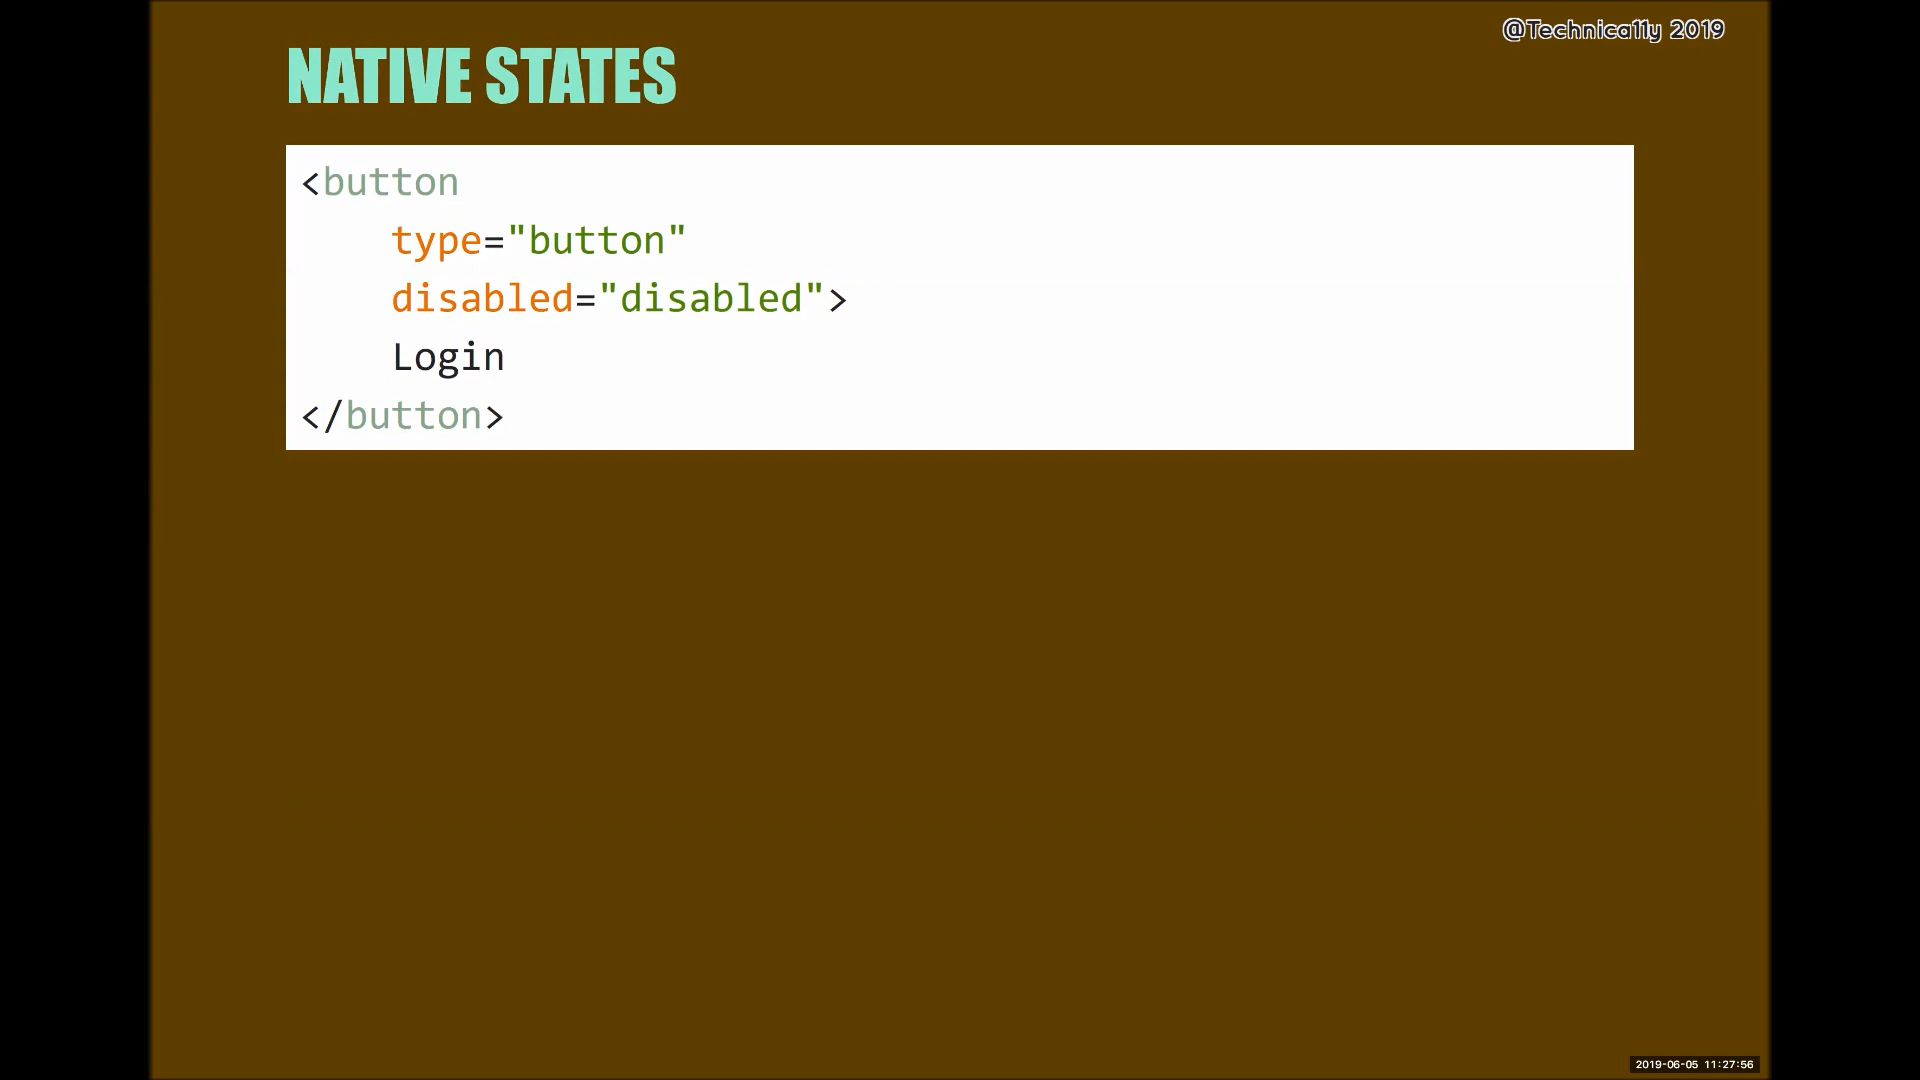 @Technica11y 2019
NATIVE STATES
<button
type="button"
disabled="disabled">
Login
</button>
2019-06-05 11:27:56